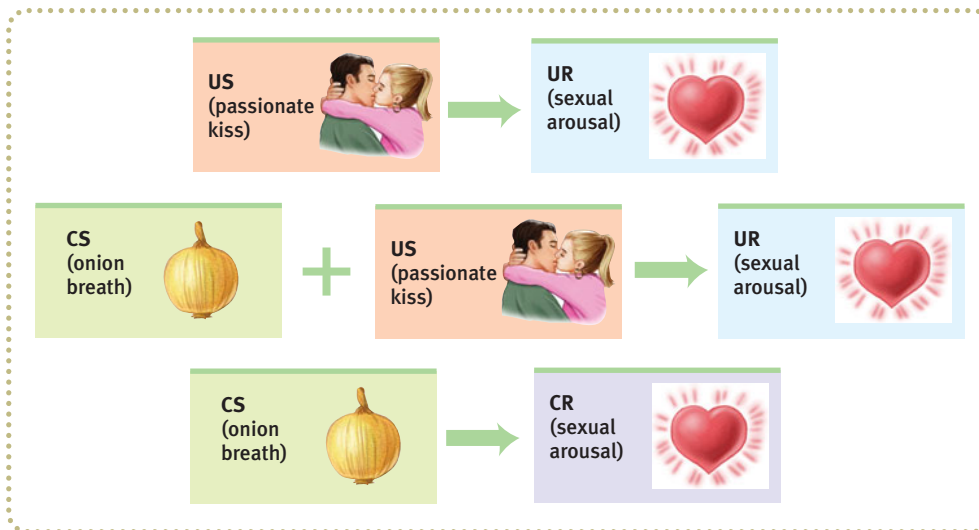 US
(passionate
kiss)
UR
(sexual
arousal)
CS
(onion
breath)
US
(passionate
kiss)
UR
(sexual
arousal)
CS
(onion
breath)
CR
(sexual
arousal)